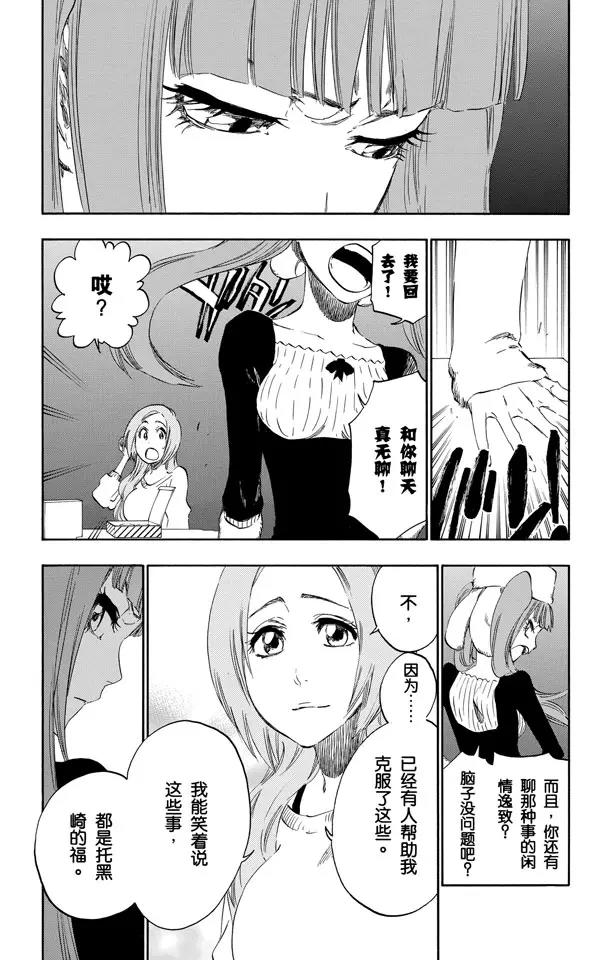 我要回
去了！
和你聊天
真无聊！
哎？
而且，你还有
聊那种事的闲
情逸致？
脑子没问题吧？
不，
因为……
已经有人帮助我
克服了这些。
我能笑着说
这些事，
都是托黑
崎的福。